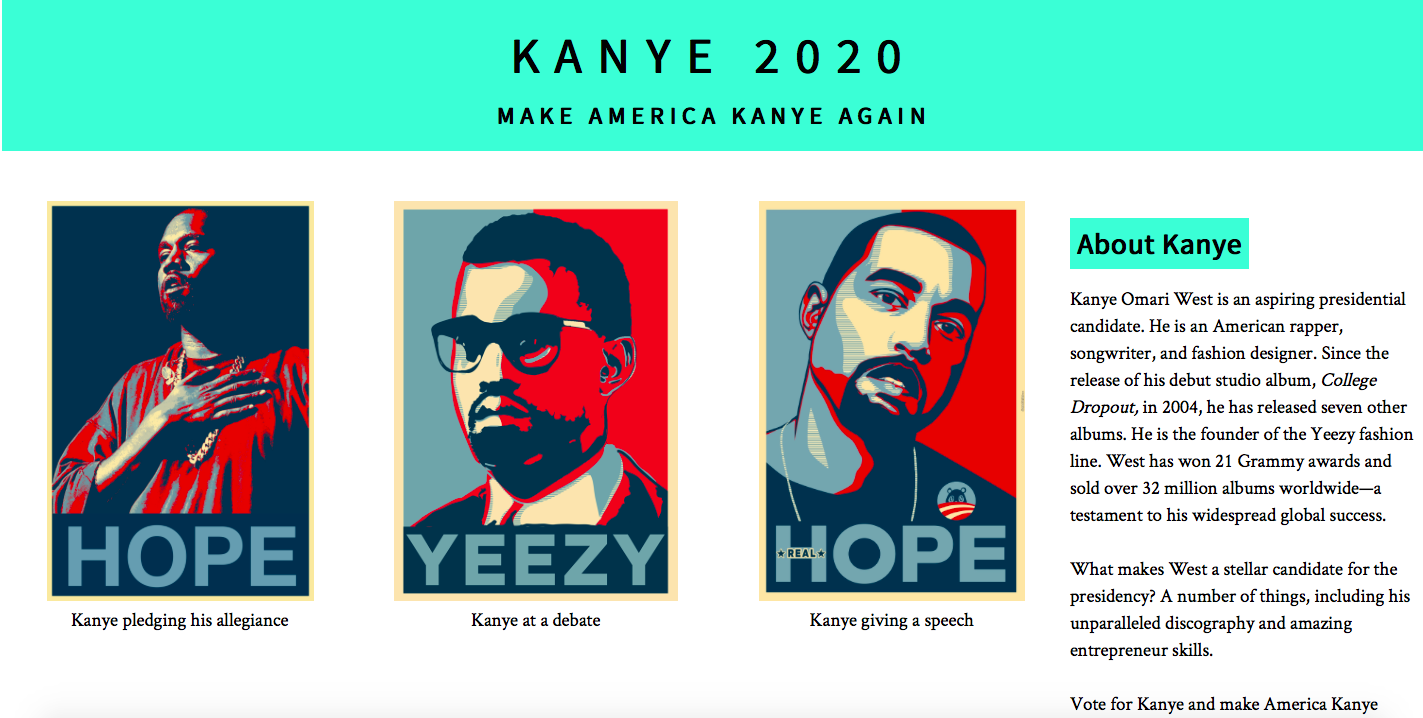 KANYE 2020
MAKE AMERICA KANYE AGAIN
HOPE
Kanye pledging his allegiance
YEEZY
Kanye at a debate
★REAL★
HOPE
Kanye giving a speech
About Kanye
Kanye Omari West is an aspiring presidential
candidate. He is an American rapper,
songwriter, and fashion designer. Since the
release of his debut studio album, College
Dropout, in 2004, he has released seven other
albums. He is the founder of the Yeezy fashion
line. West has won 21 Grammy awards and
sold over 32 million albums worldwide—a
testament to his widespread global success.
What makes West a stellar candidate for the
presidency? A number of things, including his
unparalleled discography and amazing
entrepreneur skills.
Vote for Kanye and make America Kanye